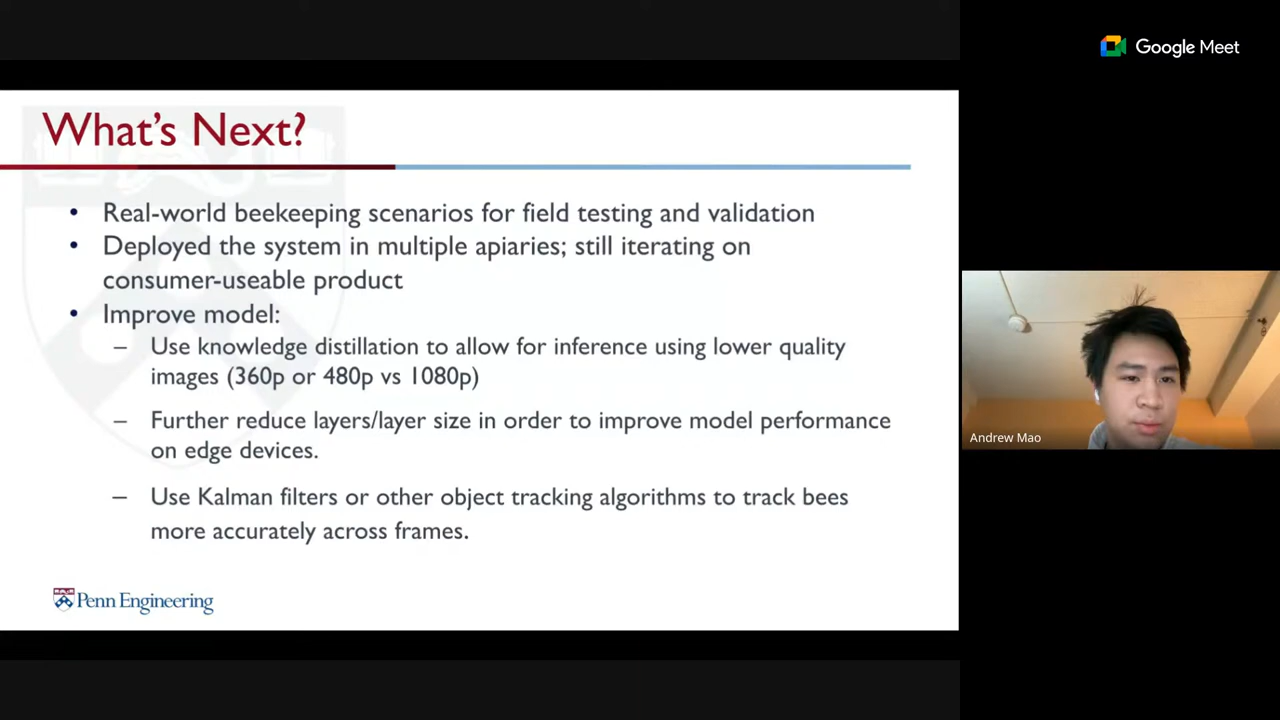 Google Meet
What's Next?
• Real-world beekeeping scenarios for field testing and validation
• Deployed the system in multiple apiaries; still iterating on
consumer-useable product
• Improve model:
– Use knowledge distillation to allow for inference using lower quality
images (360p or 480p vs 1080p)
– Further reduce layers/layer size in order to improve model performance
on edge devices.
– Use Kalman filters or other object tracking algorithms to track bees
more accurately across frames.
Penn Engineering
Andrew Mao